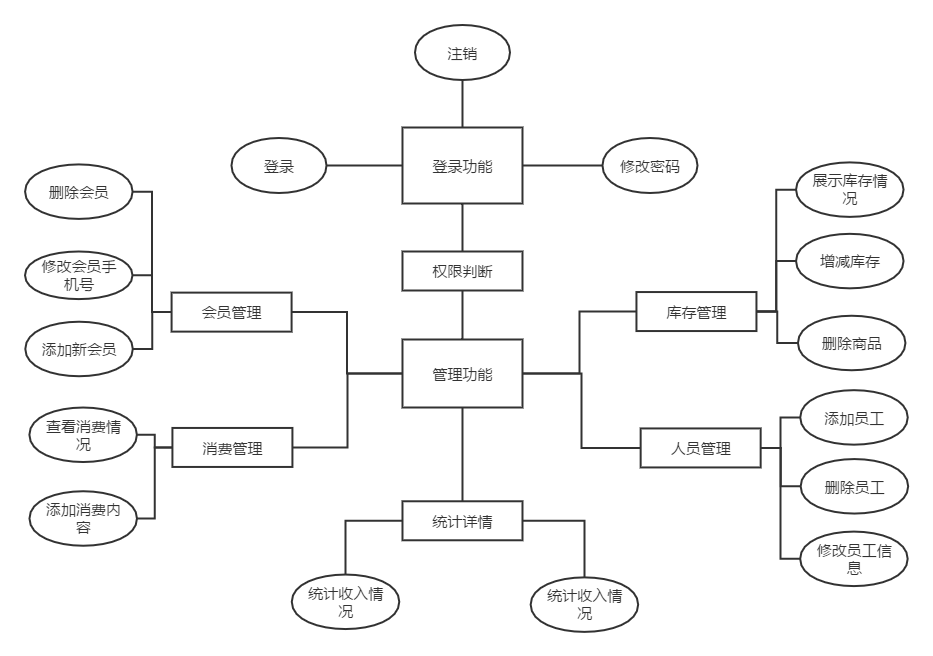 注销
登录
登录功能
修改密码
删除会员
展示库存情
况
修改会员手
机号
权限判断
增减库存
会员管理
库存管理
添加新会员
管理功能
删除商品
查看消费情
况
消费管理
人员管理
添加员工
添加消费内
容
统计详情
删除员工
修改员工信
息
统计收入情
况
统计收入情
况